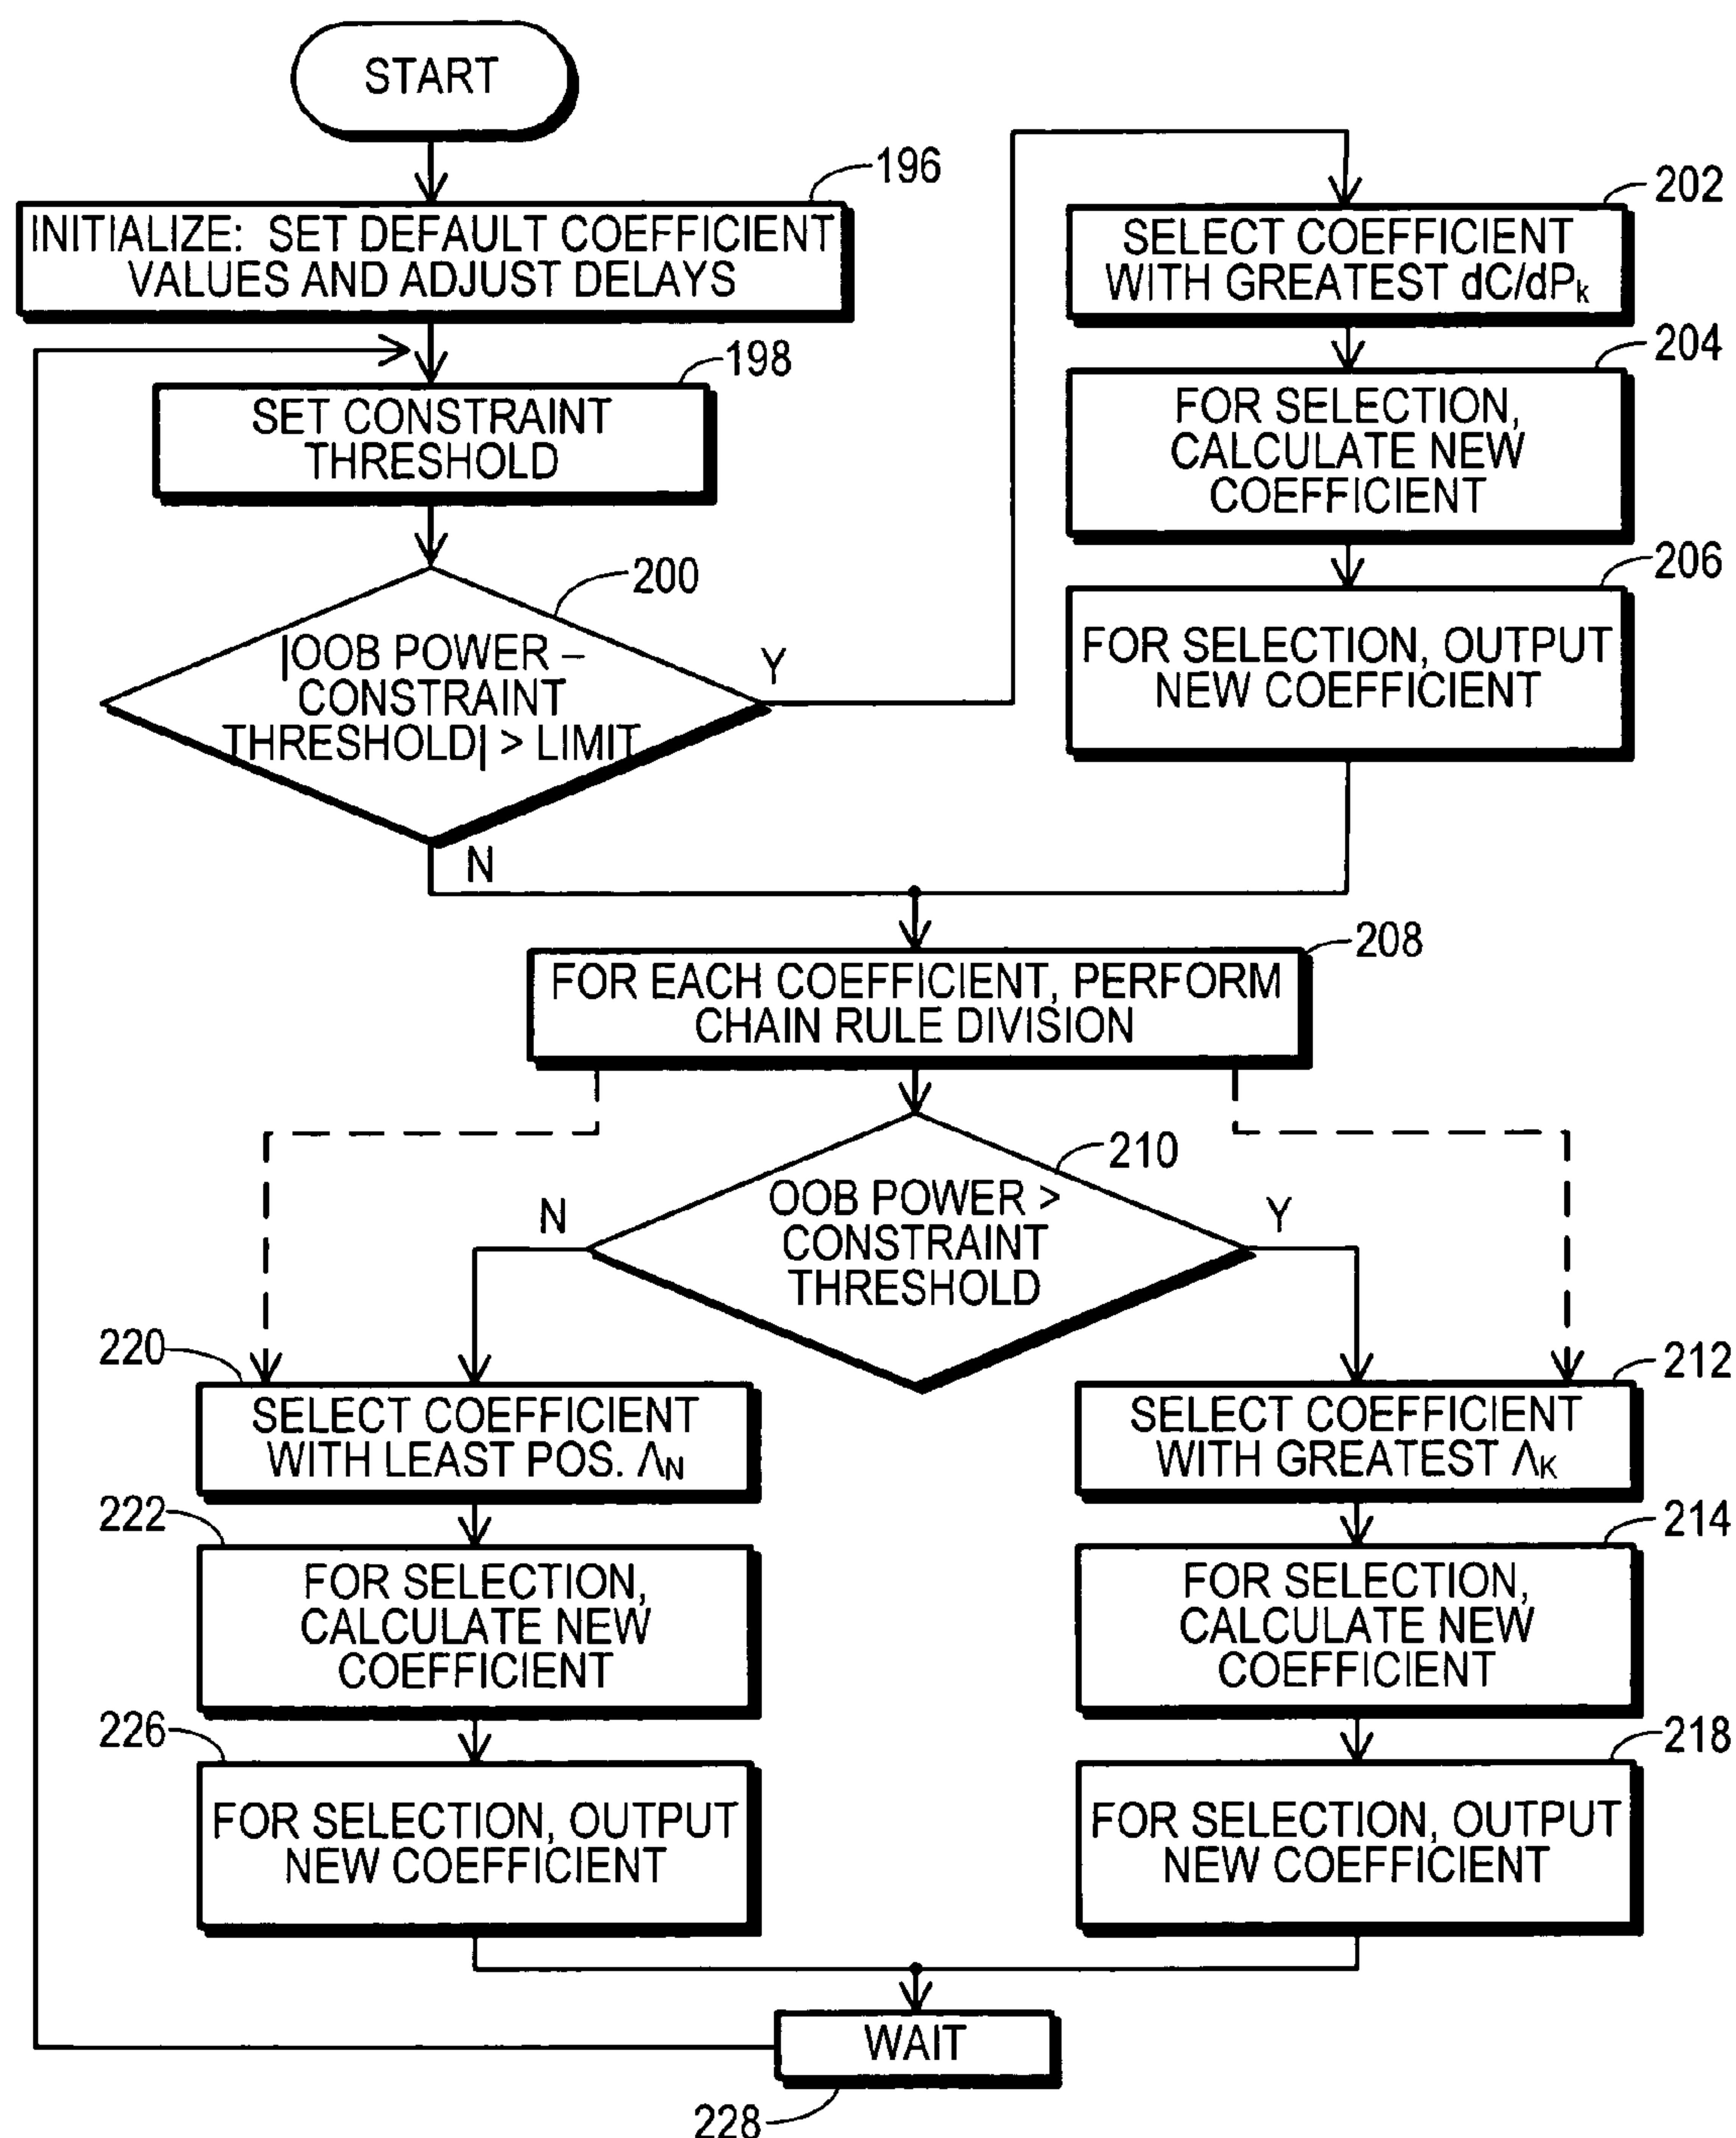 START
196
INITIALIZE: SET DEFAULT COEFFICIENT
VALUES AND ADJUST DELAYS
198
SET CONSTRAINT
THRESHOLD
200
|OOB POWER –
CONSTRAINT
THRESHOLD| > LIMIT
Y
N
202
SELECT COEFFICIENT
WITH GREATEST dC/dPk
204
FOR SELECTION,
CALCULATE NEW
COEFFICIENT
206
FOR SELECTION, OUTPUT
NEW COEFFICIENT
208
FOR EACH COEFFICIENT, PERFORM
CHAIN RULE DIVISION
210
OOB POWER >
CONSTRAINT
THRESHOLD
N
Y
220
SELECT COEFFICIENT
WITH LEAST POS. ΛN
222
FOR SELECTION,
CALCULATE NEW
COEFFICIENT
226
FOR SELECTION, OUTPUT
NEW COEFFICIENT
212
SELECT COEFFICIENT
WITH GREATEST ΛK
214
FOR SELECTION,
CALCULATE NEW
COEFFICIENT
218
FOR SELECTION, OUTPUT
NEW COEFFICIENT
WAIT
228